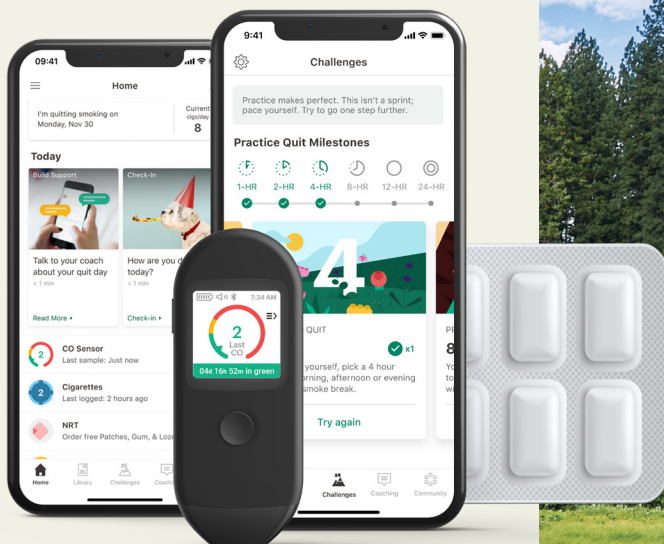 09:41
Home
I'm quitting smoking on
Monday, Nov 30
Current
cigs/day
8
Today
Build Support
Check-In
Talk to your coach
about your quit day
< 1 min
Read More
How are you
today?
< 1 min
Check-in
2
CO Sensor
Last sample: Just now
2
Cigarettes
Last logged: 2 hours ago
NRT
Order free Patches, Gum, &
Home
Library
Challenges
7:34 AM
2
Last
CO
04d 16h 52m in green
9:41
Challenges
Practice makes perfect. This isn't a sprint;
pace yourself. Try to go one step further.
Practice Quit Milestones
1-HR
2-HR
4-HR
8-HR
12-HR
24-HR
4
QUIT
x1
yourself, pick a 4 hour
afternoon or evening
smoke break.
Try again
8
Challenges
Coaching
Community